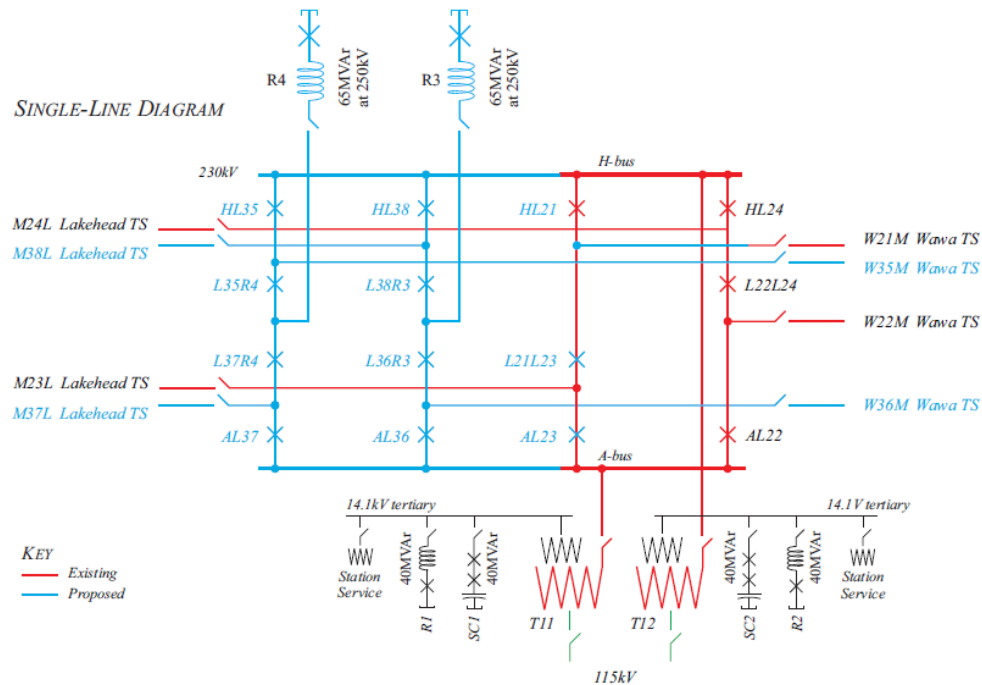 R4
65MVAr
at 250kV
R3
65MVAr
at 250kV
SINGLE-LINE DIAGRAM
230kV
H-bus
HL35
HL38
HL21
HL24
M24L Lakehead TS
M38L Lakehead TS
W21M Wawa TS
W35M Wawa TS
L35R4
L38R3
L22L24
W22M Wawa TS
L37R4
L36R3
L21L23
M23L Lakehead TS
M37L Lakehead TS
W36M Wawa TS
AL37
AL36
AL23
AL22
A-bus
14.1kV tertiary
14.1V tertiary
KEY
Existing
Proposed
Station
Service
40MVAr
R1
40MVAr
SC1
T11
T12
40MVAr
SC2
40MVAr
R2
Station
Service
115kV